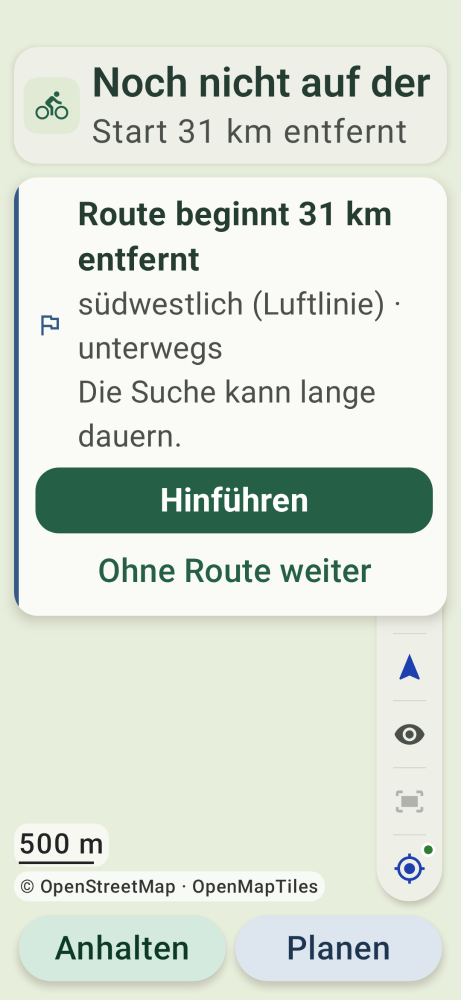 Noch nicht auf der
Start 31 km entfernt
Route beginnt 31 km
entfernt
südwestlich (Luftlinie) ·
unterwegs
Die Suche kann lange
dauern.
Hinführen
Ohne Route weiter
500 m
© OpenStreetMap · OpenMapTiles
Anhalten
Planen